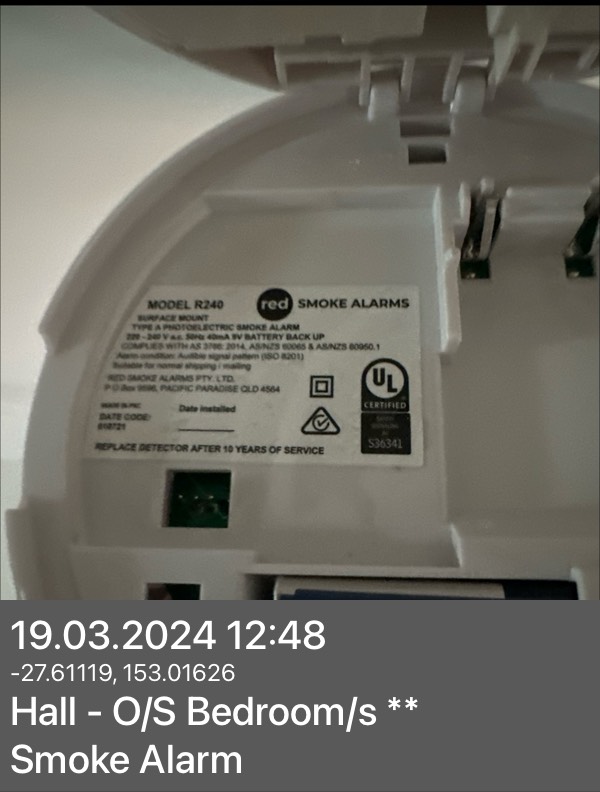 MODEL R240
red SMOKE ALARMS
SURFACE MOUNT
TYPE A PHOTOELECTRIC SMOKE ALARM
220 - 240 V a.c. 50Hz 40mA 9V BATTERY BACK UP
COMPLIES WITH AS 3786: 2014, AS/NZS 60065 & AS/NZS 60950.1
Alarm condition: Audible signal pattern (ISO 8201)
Suitable for normal shipping / mailing
RED SMOKE ALARMS PTY. LTD.
P O Box 9596, PACIFIC PARADISE QLD 4564
MADE IN PRC
DATE CODE:
Date installed
UL
CERTIFIED
S36341
REPLACE DETECTOR AFTER 10 YEARS OF SERVICE
19.03.2024 12:48
-27.61119, 153.01626
Hall - O/S Bedroom/s **
Smoke Alarm